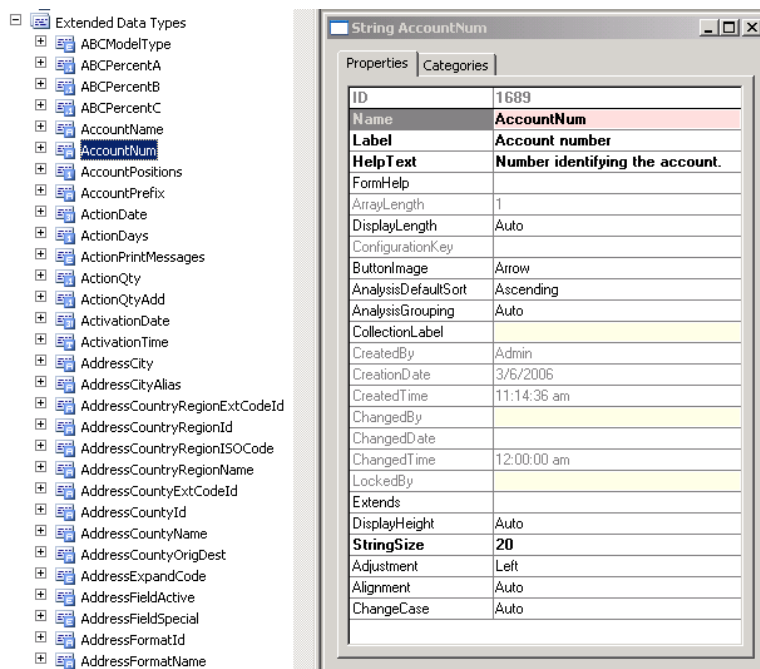 Extended Data Types
ABCModelType
ABCPercentA
ABCPercentB
ABCPercentC
AccountName
AccountNum
AccountPositions
AccountPrefix
ActionDate
ActionDays
ActionPrintMessages
ActionQty
ActionQtyAdd
ActivationDate
ActivationTime
AddressCity
AddressCityAlias
AddressCountryRegionExtCodeId
AddressCountryRegionId
AddressCountryRegionISOCode
AddressCountryRegionName
AddressCountyExtCodeId
AddressCountyId
AddressCountyName
AddressCountyOrigDest
AddressExpandCode
AddressFieldActive
AddressFieldSpecial
AddressFormatId
AddressFormatName
String AccountNum
Properties Categories
ID 1689
Name AccountNum
Label Account number
HelpText Number identifying the account.
FormHelp
ArrayLength 1
DisplayLength Auto
ConfigurationKey
ButtonImage Arrow
AnalysisDefaultSort Ascending
AnalysisGrouping Auto
CollectionLabel
CreatedBy Admin
CreationDate 3/6/2006
CreatedTime 11:14:36 am
ChangedBy
ChangedDate
ChangedTime 12:00:00 am
LockedBy
Extends
DisplayHeight Auto
StringSize 20
Adjustment Left
Alignment Auto
ChangeCase Auto